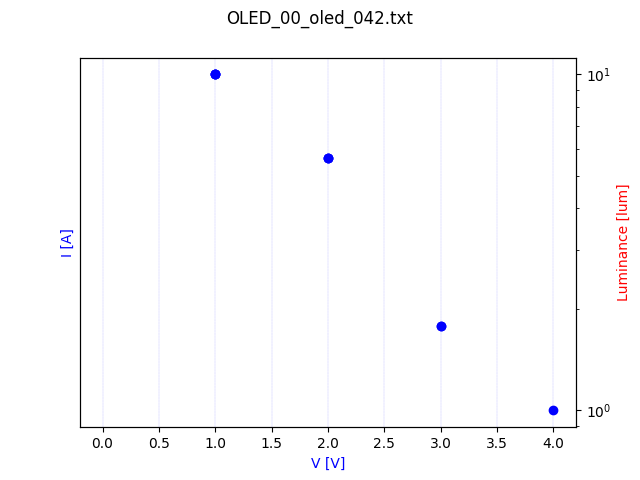 OLED_00_oled_042.txt
I [A]
Luminance [lum]
10¹
10⁰
0.0 0.5 1.0 1.5 2.0 2.5 3.0 3.5 4.0
V [V]